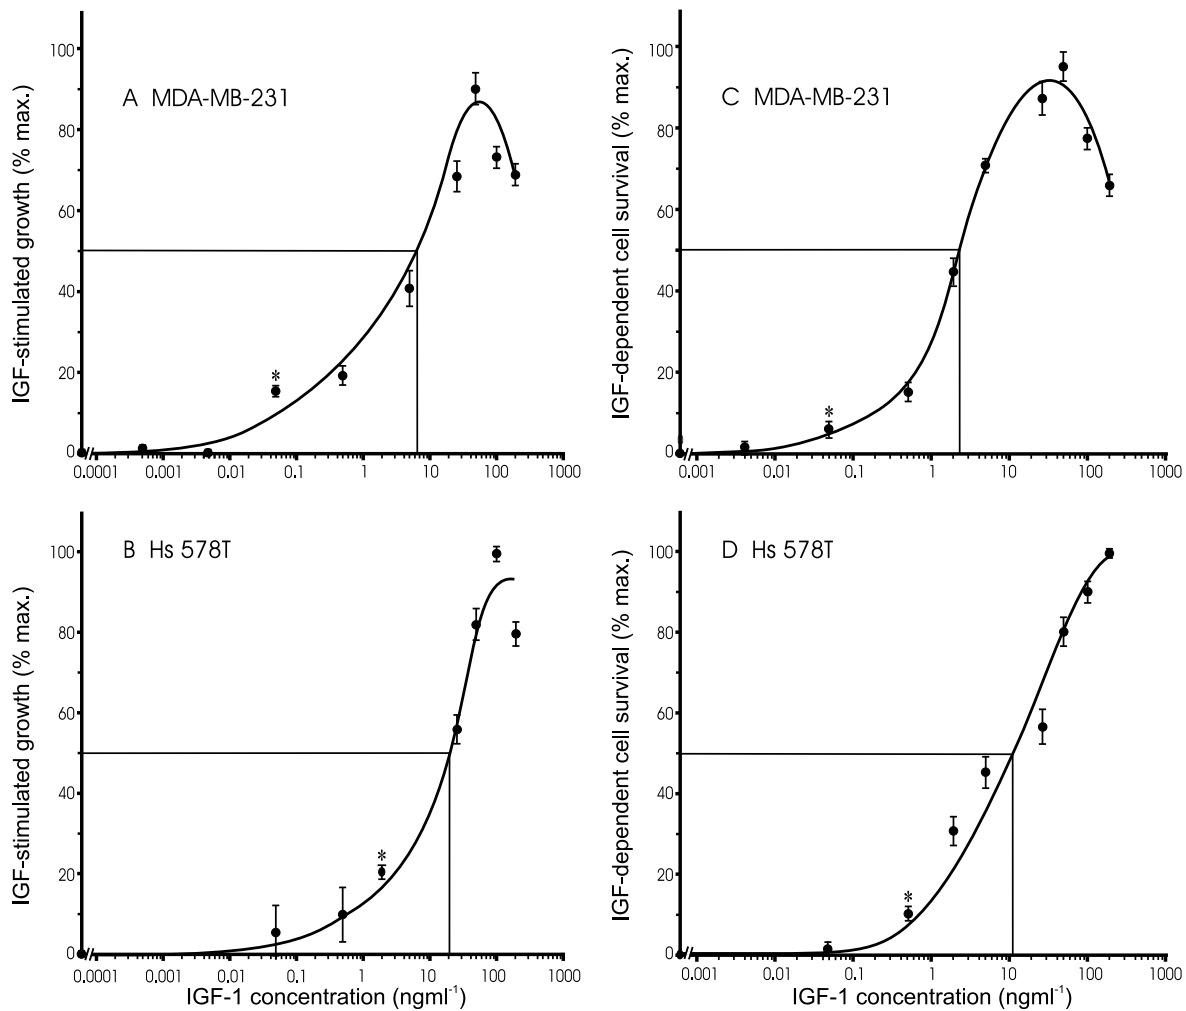 IGF-stimulated growth (% max.)
A MDA-MB-231
100
80
60
40
20
0
*
0.0001 0.001 0.01 0.1 1 10 100 1000
IGF-dependent cell survival (% max.)
C MDA-MB-231
100
80
60
40
20
0
*
0.001 0.01 0.1 1 10 100 1000
IGF-stimulated growth (% max.)
B Hs 578T
100
80
60
40
20
0
*
0.0001 0.001 0.01 0.1 1 10 100 1000
IGF-1 concentration (ngml⁻¹)
IGF-dependent cell survival (% max.)
D Hs 578T
100
80
60
40
20
0
*
0.001 0.01 0.1 1 10 100 1000
IGF-1 concentration (ngml⁻¹)